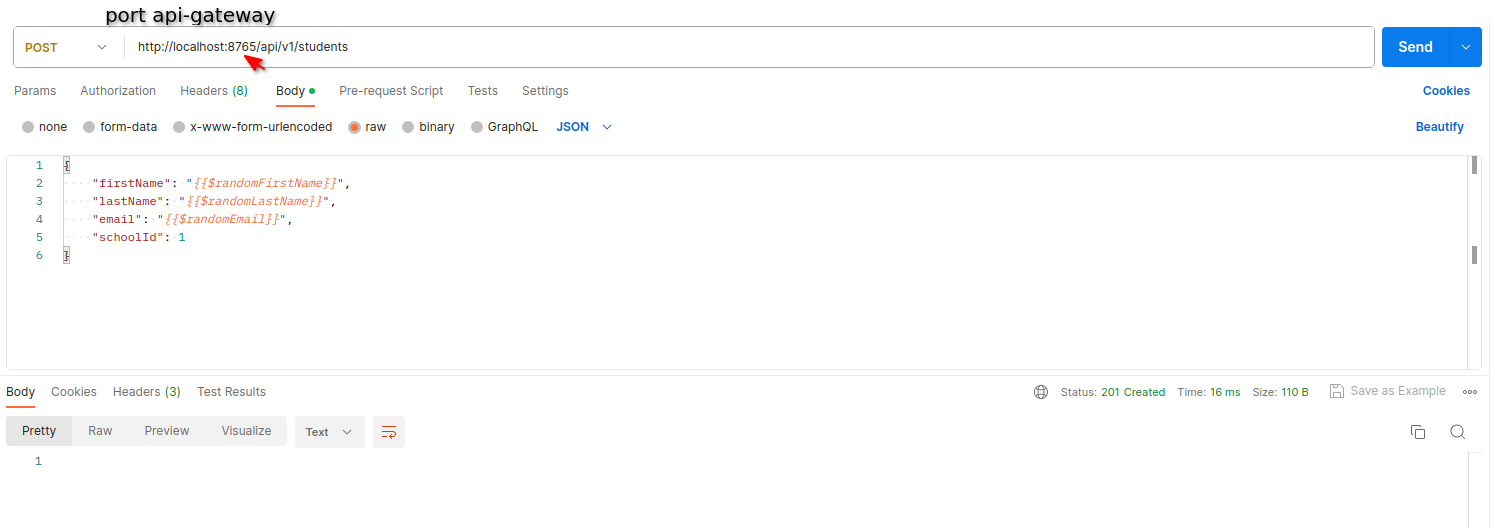 port api-gateway
POST http://localhost:8765/api/v1/students Send
Params Authorization Headers (8) Body Pre-request Script Tests Settings Cookies
none form-data x-www-form-urlencoded raw binary GraphQL JSON Beautify
1 {
2 "firstName": "{{$randomFirstName}}",
3 "lastName": "{{$randomLastName}}",
4 "email": "{{$randomEmail}}",
5 "schoolId": 1
6 }
Body Cookies Headers (3) Test Results Status: 201 Created Time: 16 ms Size: 110 B Save as Example
Pretty Raw Preview Visualize Text
1